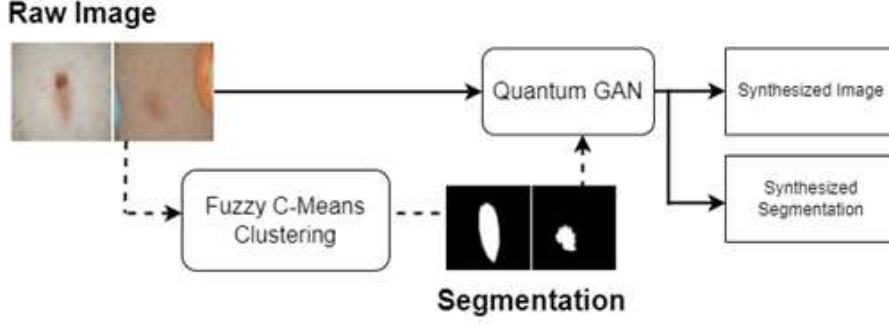 Raw Image
Quantum GAN
Synthesized Image
Fuzzy C-Means
Clustering
Synthesized
Segmentation
Segmentation